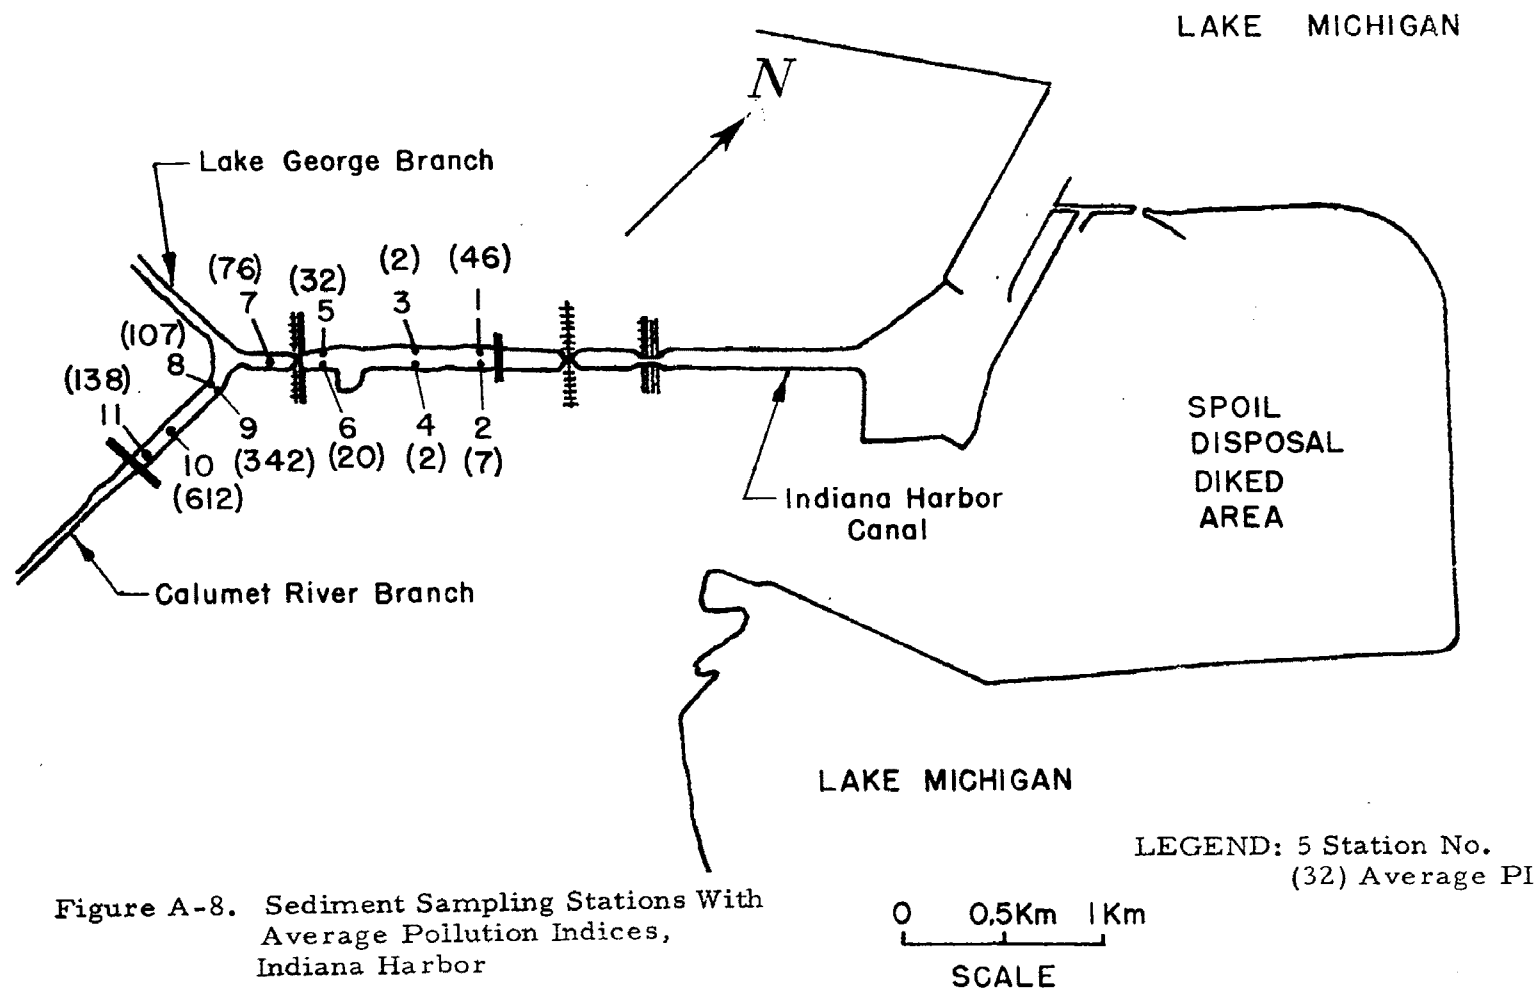 LAKE MICHIGAN
N
Lake George Branch
(76)
(32)
(2)
(46)
7
5
3
1
(107)
8
(138)
11
9
6
4
2
10
(342)
(20)
(2)
(7)
(612)
Indiana Harbor
Canal
SPOIL
DISPOSAL
DIKED
AREA
Calumet River Branch
LAKE MICHIGAN
LEGEND: 5 Station No.
(32) Average PI
Figure A-8. Sediment Sampling Stations With
Average Pollution Indices,
Indiana Harbor
0 0.5Km 1Km
SCALE